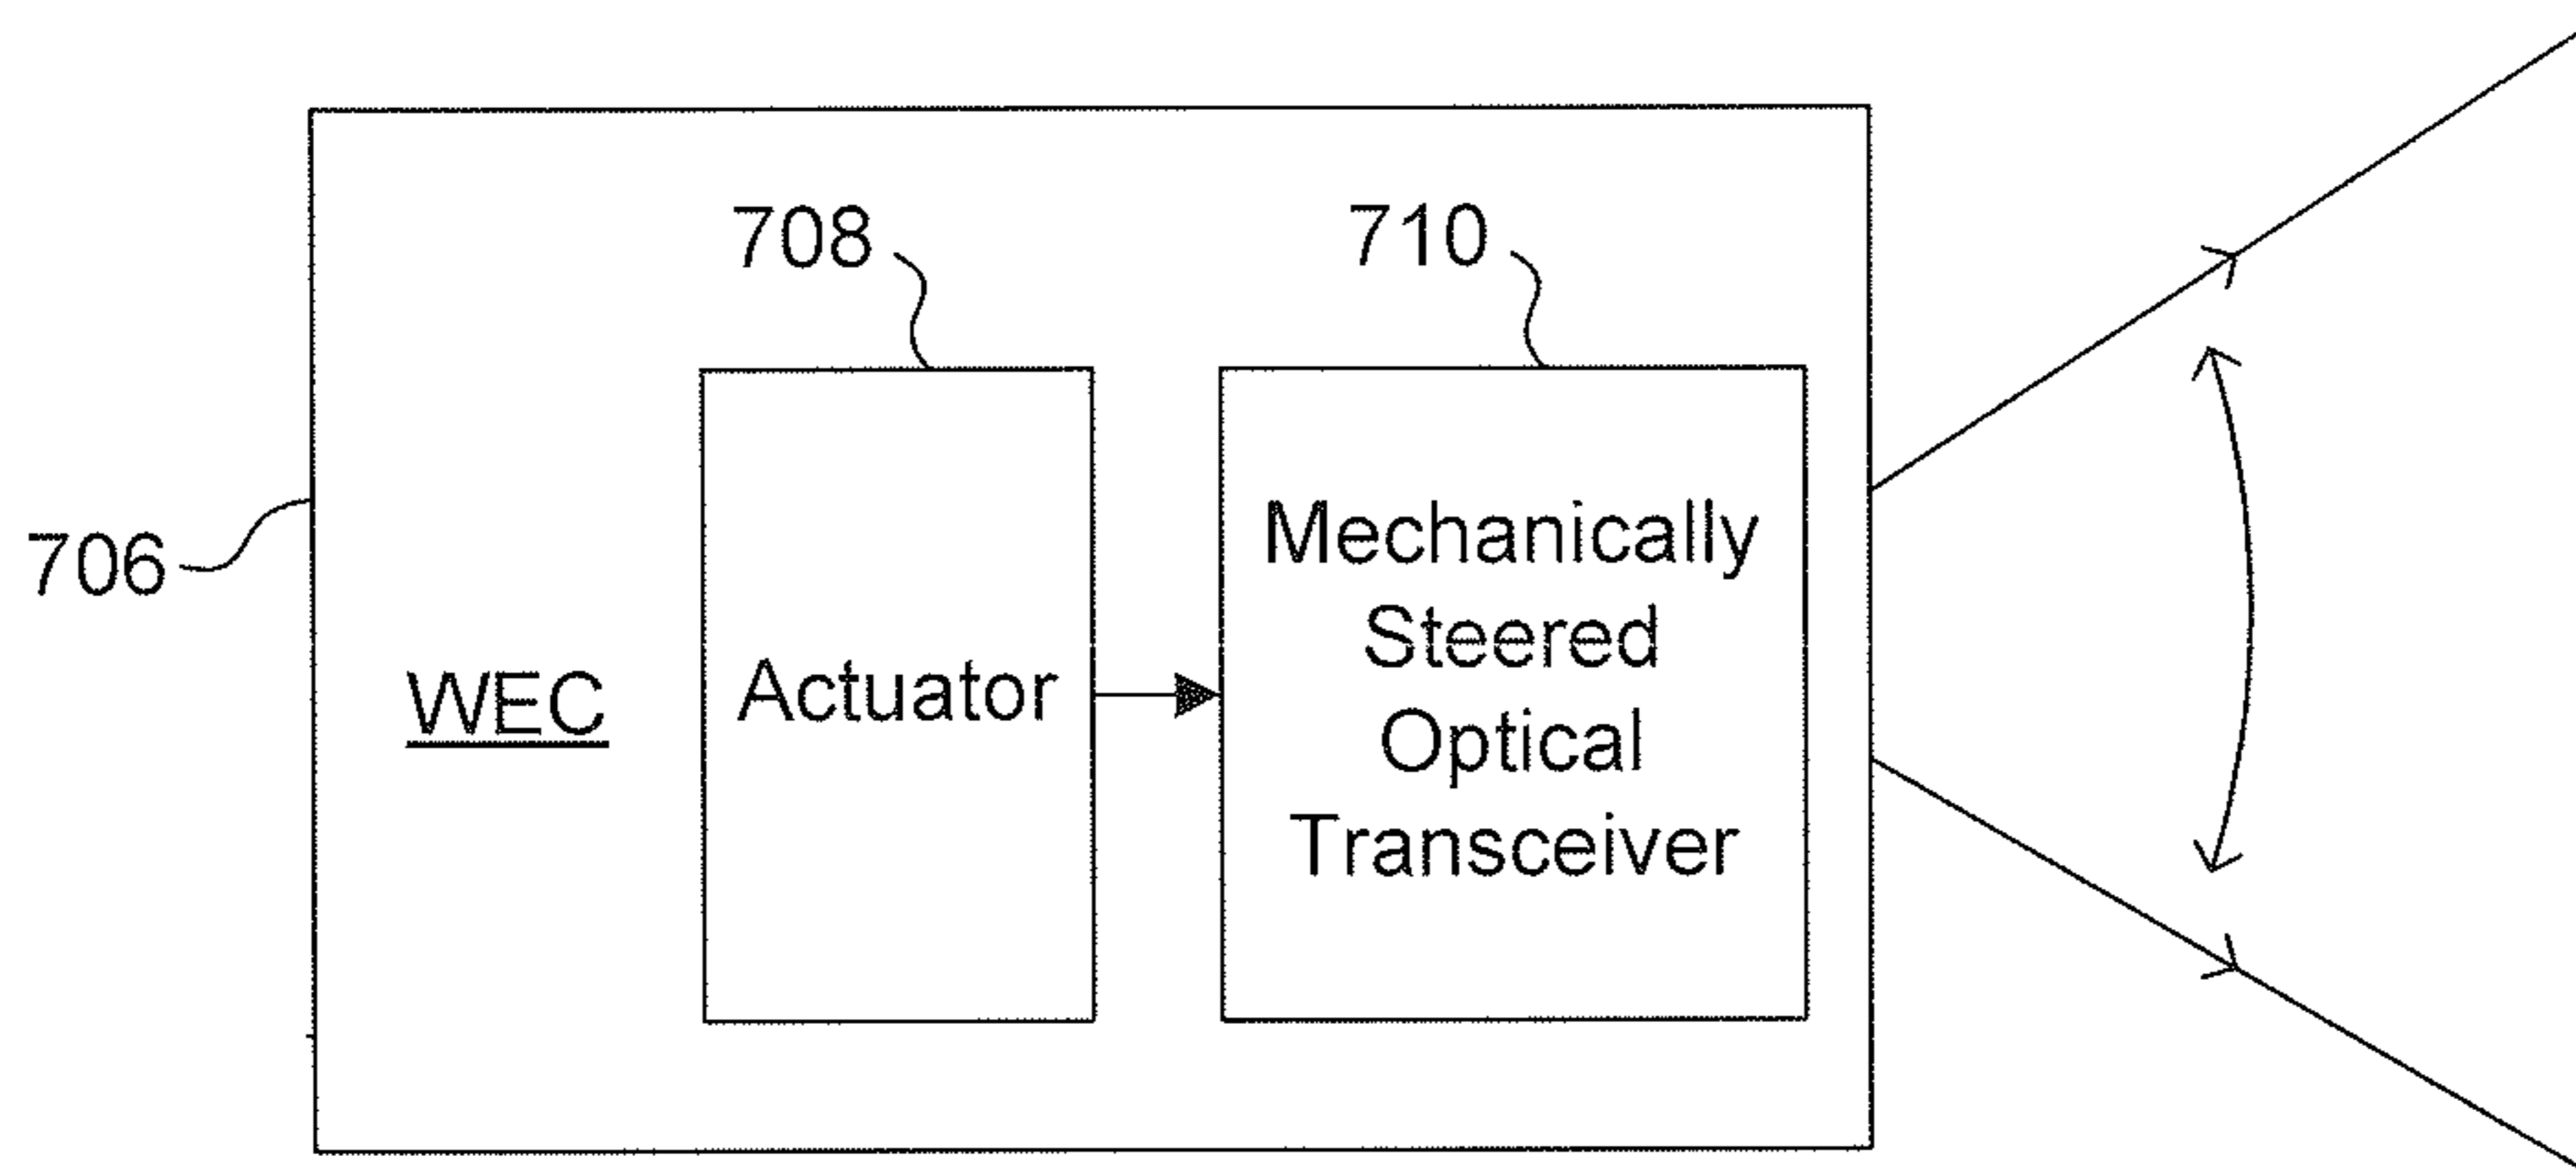 708
710
706
WEC
Actuator
Mechanically
Steered
Optical
Transceiver